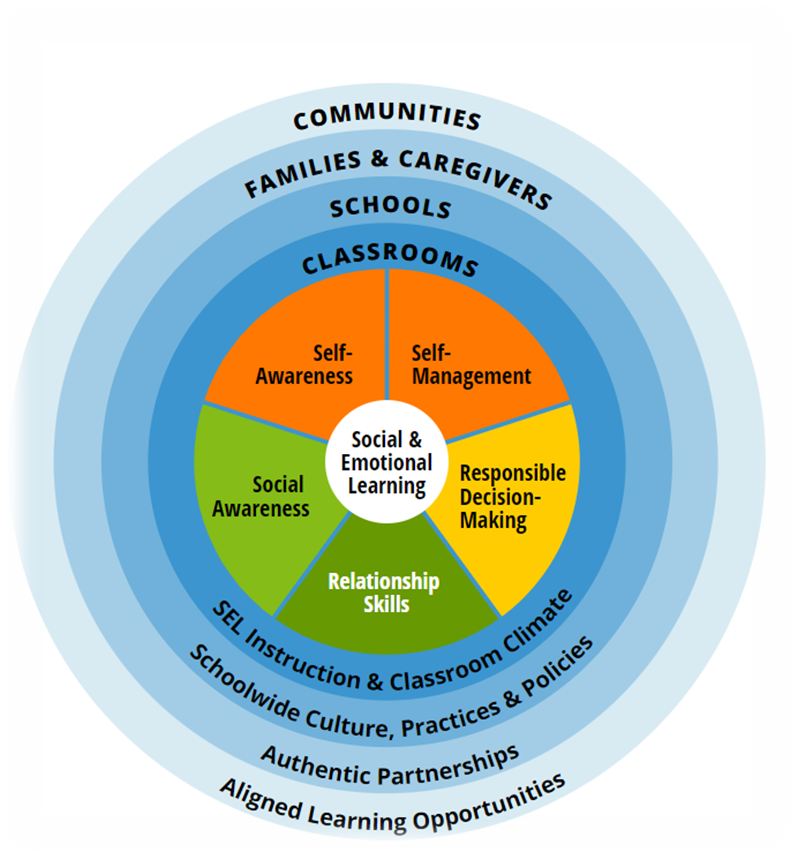 COMMUNITIES
FAMILIES & CAREGIVERS
SCHOOLS
CLASSROOMS
Self-
Awareness
Self-
Management
Social &
Emotional
Learning
Social
Awareness
Responsible
Decision-
Making
Relationship
Skills
SEL Instruction & Classroom Climate
Schoolwide Culture, Practices & Policies
Authentic Partnerships
Aligned Learning Opportunities